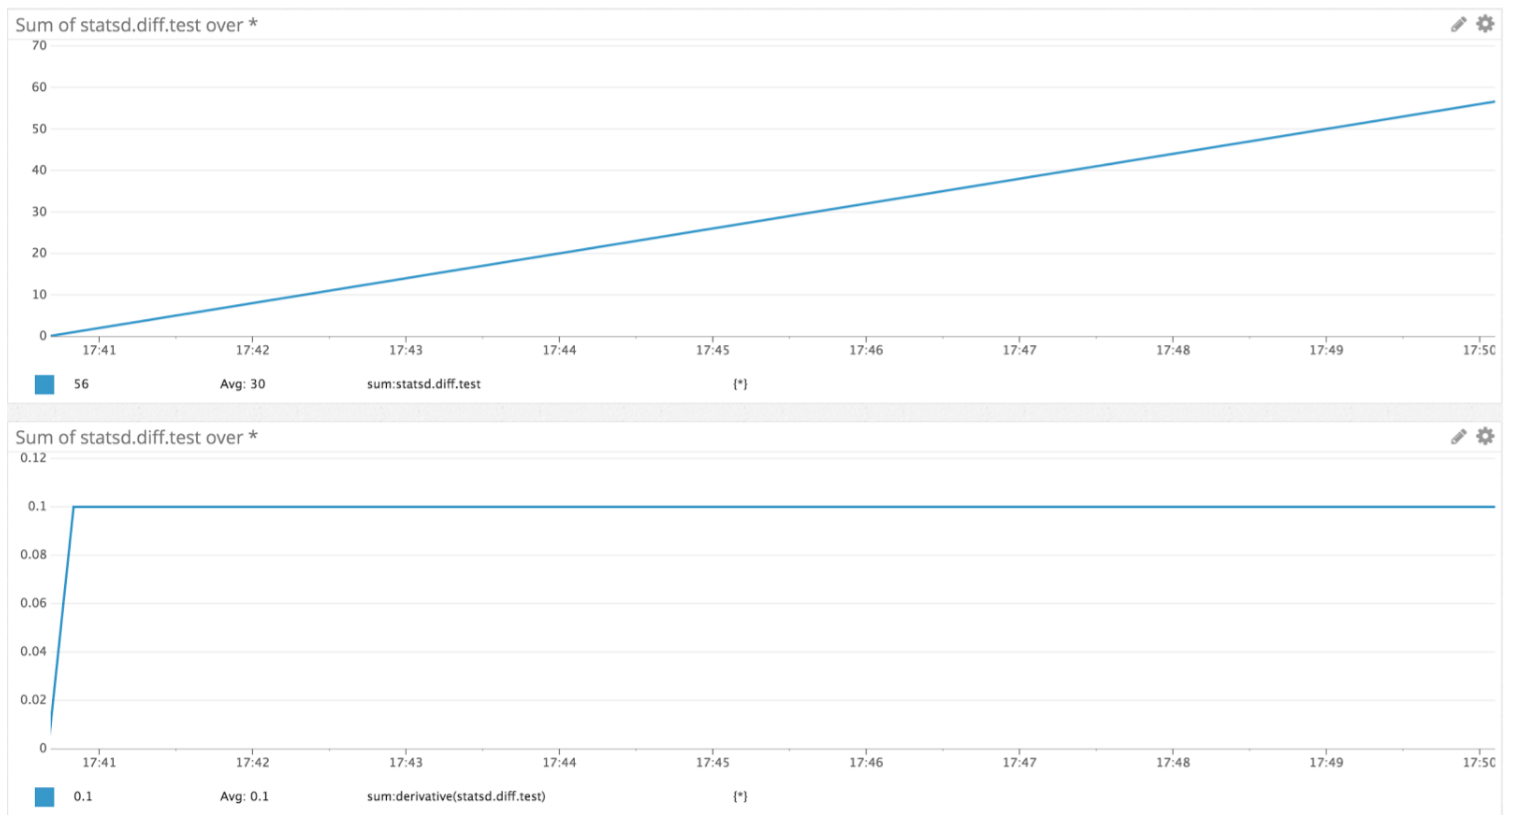 Sum of statsd.diff.test over *
70
60
50
40
30
20
10
0
17:41 17:42 17:43 17:44 17:45 17:46 17:47 17:48 17:49 17:50
56 Avg: 30 sum:statsd.diff.test {*}
Sum of statsd.diff.test over *
0.12
0.1
0.08
0.06
0.04
0.02
0
17:41 17:42 17:43 17:44 17:45 17:46 17:47 17:48 17:49 17:50
0.1 Avg: 0.1 sum:derivative(statsd.diff.test) {*}